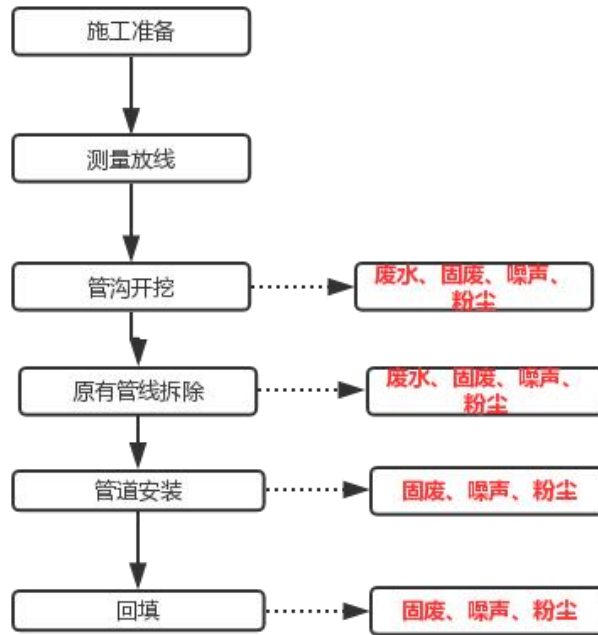 施工准备
测量放线
管沟开挖
废水、固废、噪声、
粉尘
原有管线拆除
废水、固废、噪声、
粉尘
管道安装
固废、噪声、粉尘
回填
固废、噪声、粉尘